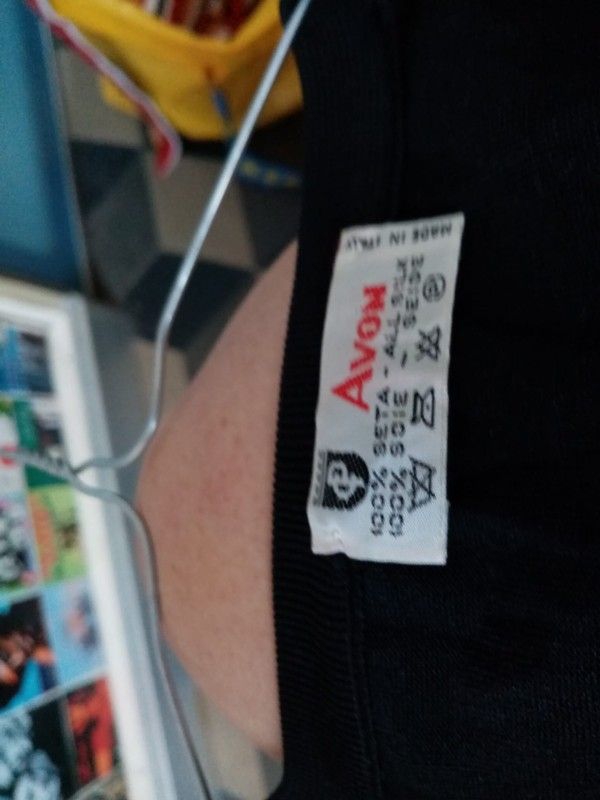 AVON
100% SETA - ALL SILK
100% SOIE - SEIDE
MADE IN ITALY